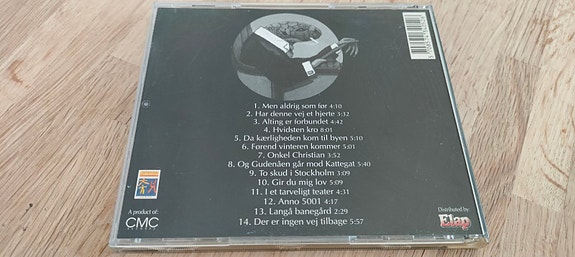 1. Men aldrig som før 4:10
2. Har denne vej et hjerte 3:32
3. Alting er forbundet 4:42
4. Hvidsten kro 8:01
5. Da kærligheden kom til byen 5:10
6. Førend vinteren kommer 5:01
7. Onkel Christian 3:52
8. Og Gudenåen går mod Kattegat 5:40
9. To skud i Stockholm 3:09
10. Gir du mig lov 5:09
11. I et tarveligt teater 4:31
12. Anno 5001 4:17
13. Langå banegård 2:29
14. Der er ingen vej tilbage 5:57
A product of:
CMC
Distributed by:
Elap